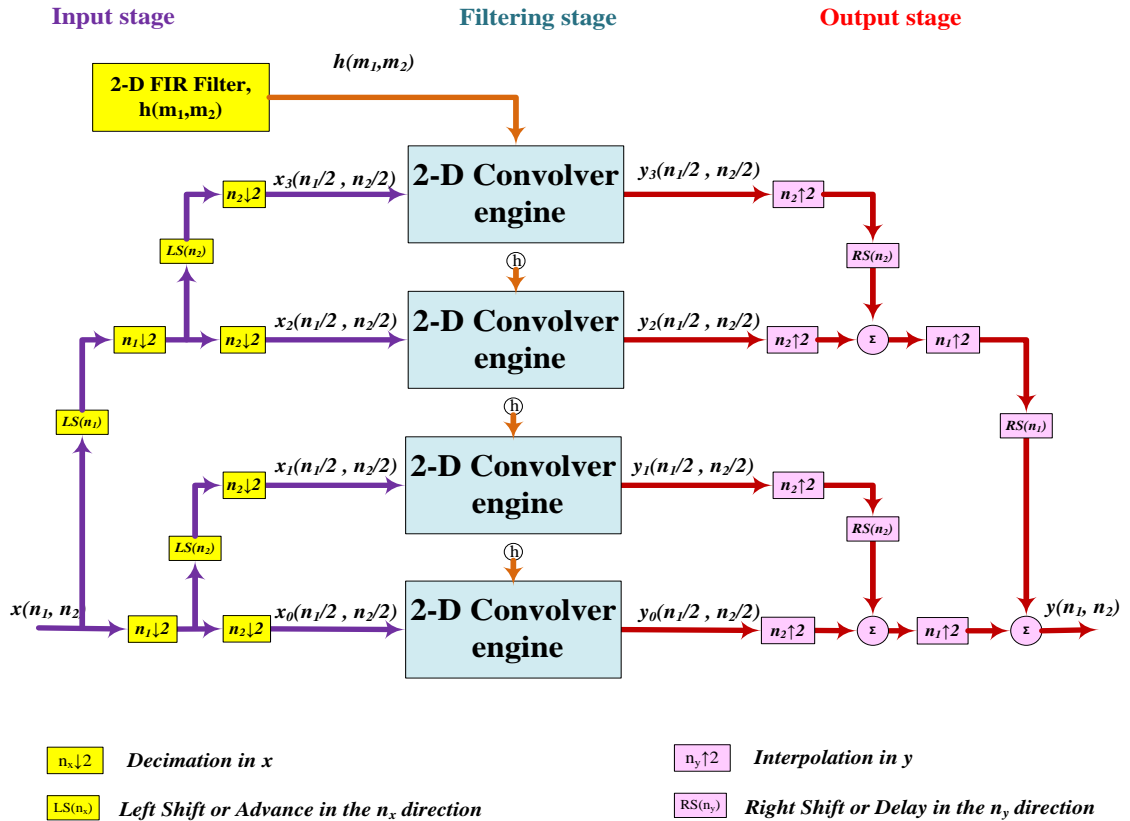 Input stage
Filtering stage
Output stage
h(m₁,m₂)
2-D FIR Filter,
h(m₁,m₂)
2-D Convolver
engine
x₃(n₁/2 , n₂/2)
y₃(n₁/2 , n₂/2)
n₂↓2
n₂↑2
LS(n₂)
RS(n₂)
h
2-D Convolver
engine
x₂(n₁/2 , n₂/2)
y₂(n₁/2 , n₂/2)
n₁↓2
n₂↓2
n₂↑2
Σ
n₁↑2
LS(n₁)
RS(n₁)
h
2-D Convolver
engine
x₁(n₁/2 , n₂/2)
y₁(n₁/2 , n₂/2)
n₂↓2
n₂↑2
LS(n₂)
RS(n₂)
h
2-D Convolver
engine
x(n₁, n₂
x₀(n₁/2 , n₂/2)
y₀(n₁/2 , n₂/2)
y(n₁, n₂)
n₁↓2
n₂↓2
n₂↑2
Σ
n₁↑2
Σ
nₓ↓2
Decimation in x
n_y↑2
Interpolation in y
LS(nₓ)
Left Shift or Advance in the nₓ direction
RS(n_y)
Right Shift or Delay in the n_y direction